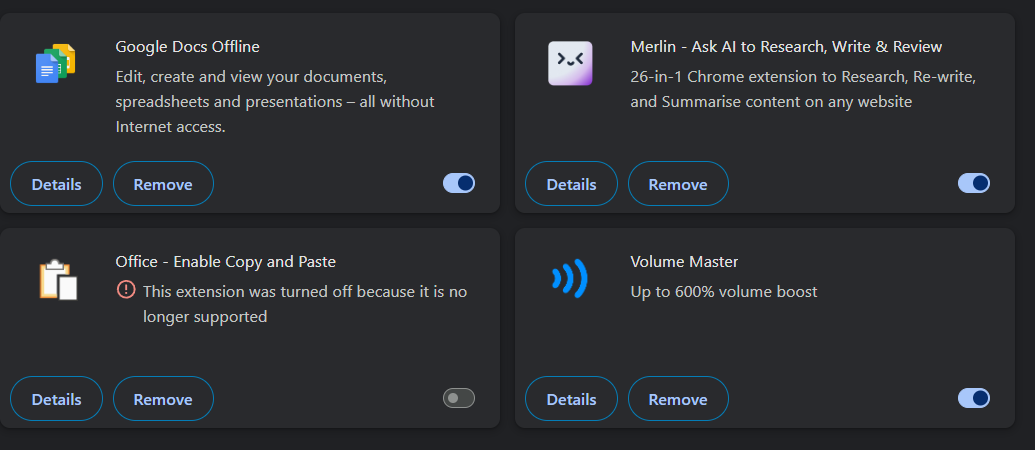 Google Docs Offline
Edit, create and view your documents,
spreadsheets and presentations – all without
Internet access.
Details
Remove
Merlin - Ask AI to Research, Write & Review
26-in-1 Chrome extension to Research, Re-write,
and Summarise content on any website
Details
Remove
Office - Enable Copy and Paste
This extension was turned off because it is no
longer supported
Details
Remove
Volume Master
Up to 600% volume boost
Details
Remove